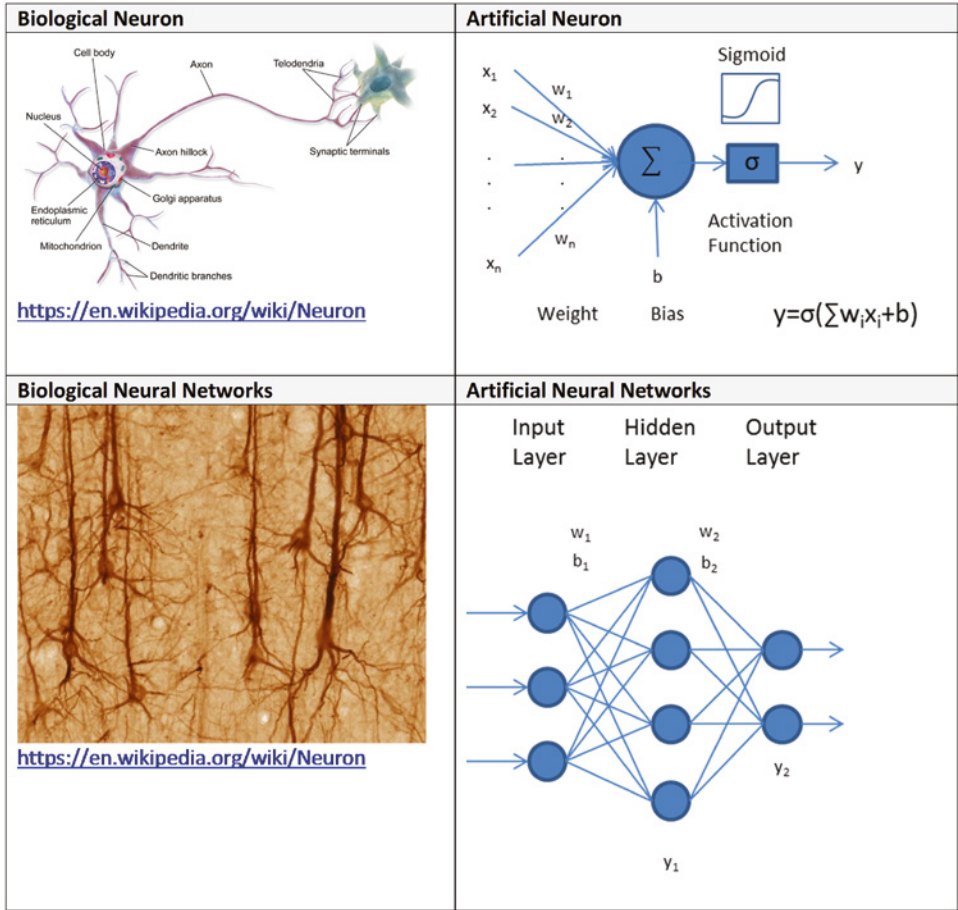 Biological Neuron
Cell body
Axon
Telodendria
Nucleus
Axon hillock
Synaptic terminals
Golgi apparatus
Endoplasmic
reticulum
Mitochondrion
Dendrite
Dendritic branches
https://en.wikipedia.org/wiki/Neuron
Artificial Neuron
Sigmoid
x1
w1
x2
w2
.
.
.
.
.
.
∑
σ
y
wn
xn
b
Activation
Function
Weight
Bias
y=σ(∑wixi+b)
Biological Neural Networks
https://en.wikipedia.org/wiki/Neuron
Artificial Neural Networks
Input
Layer
Hidden
Layer
Output
Layer
w1
b1
w2
b2
y2
y1